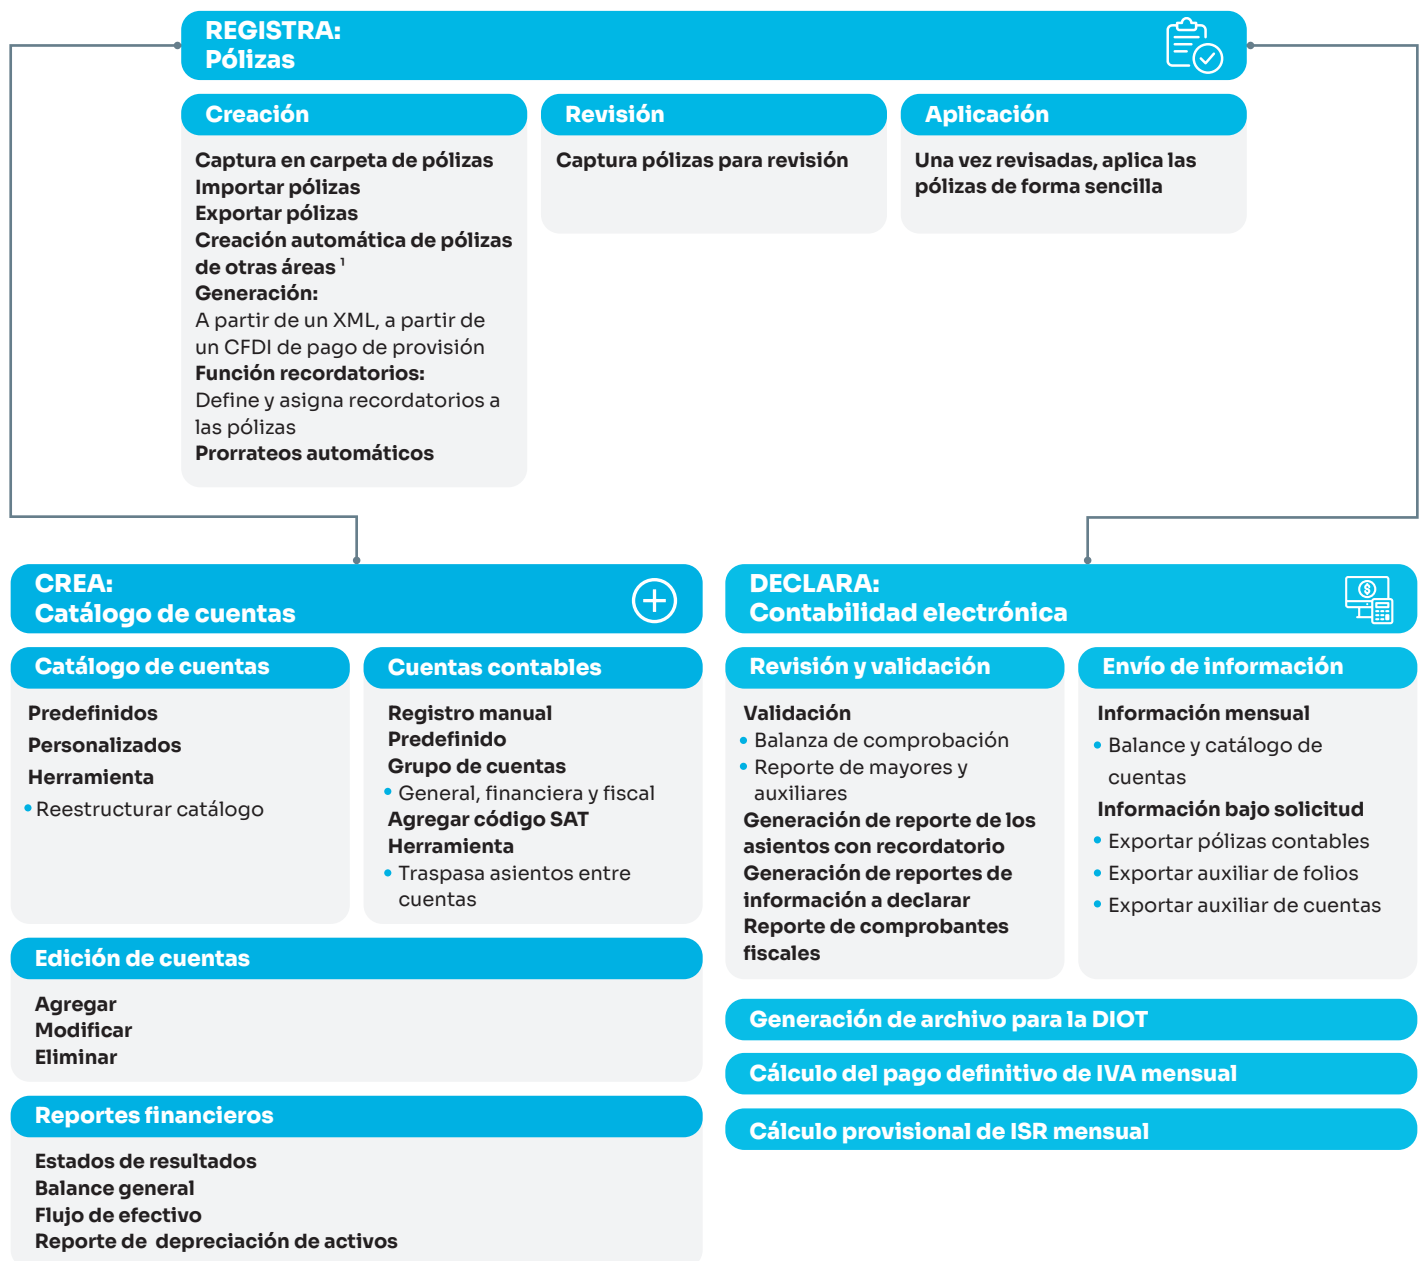 REGISTRA:
Pólizas
Creación
Captura en carpeta de pólizas
Importar pólizas
Exportar pólizas
Creación automática de pólizas
de otras áreas ¹
Generación:
A partir de un XML, a partir de
un CFDI de pago de provisión
Función recordatorios:
Define y asigna recordatorios a
las pólizas
Prorrateos automáticos
Revisión
Captura pólizas para revisión
Aplicación
Una vez revisadas, aplica las
pólizas de forma sencilla
CREA:
Catálogo de cuentas
Catálogo de cuentas
Predefinidos
Personalizados
Herramienta
• Reestructurar catálogo
Cuentas contables
Registro manual
Predefinido
Grupo de cuentas
• General, financiera y fiscal
Agregar código SAT
Herramienta
• Traspasa asientos entre
cuentas
Edición de cuentas
Agregar
Modificar
Eliminar
Reportes financieros
Estados de resultados
Balance general
Flujo de efectivo
Reporte de depreciación de activos
DECLARA:
Contabilidad electrónica
Revisión y validación
Validación
• Balanza de comprobación
• Reporte de mayores y
auxiliares
Generación de reporte de los
asientos con recordatorio
Generación de reportes de
información a declarar
Reporte de comprobantes
fiscales
Envío de información
Información mensual
• Balance y catálogo de
cuentas
Información bajo solicitud
• Exportar pólizas contables
• Exportar auxiliar de folios
• Exportar auxiliar de cuentas
Generación de archivo para la DIOT
Cálculo del pago definitivo de IVA mensual
Cálculo provisional de ISR mensual